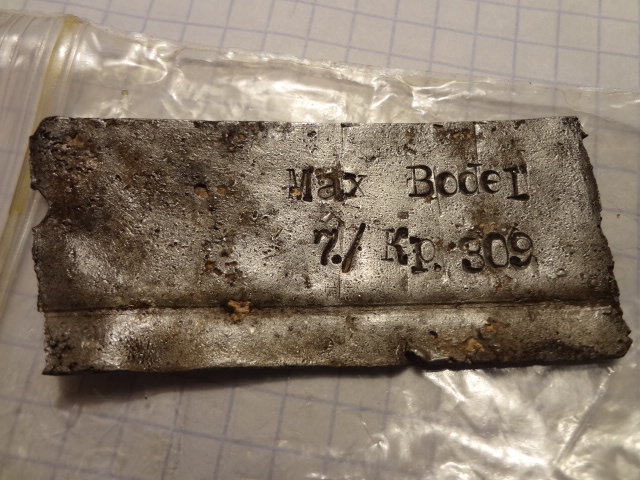 Max Bodel
7./ Kp. 309